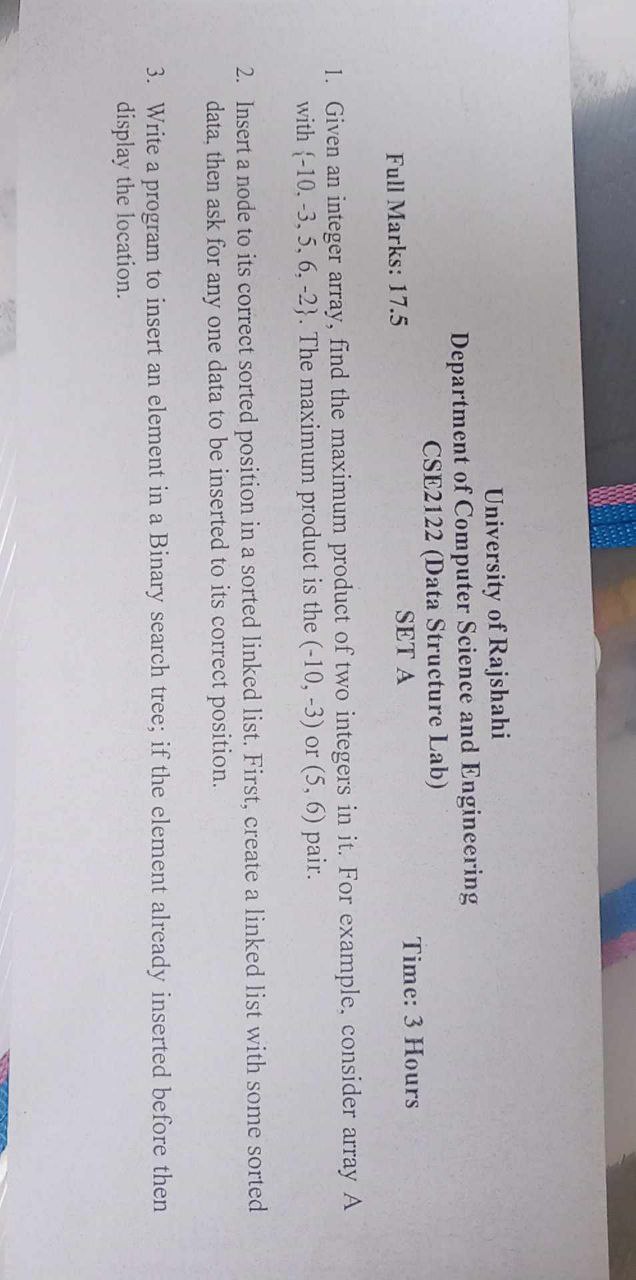 University of Rajshahi
Department of Computer Science and Engineering
CSE2122 (Data Structure Lab)
Full Marks: 17.5 SET A Time: 3 Hours
1. Given an integer array, find the maximum product of two integers in it. For example, consider array A
with {-10, -3, 5, 6, -2}. The maximum product is the (-10, -3) or (5, 6) pair.
2. Insert a node to its correct sorted position in a sorted linked list. First, create a linked list with some sorted
data, then ask for any one data to be inserted to its correct position.
3. Write a program to insert an element in a Binary search tree; if the element already inserted before then
display the location.